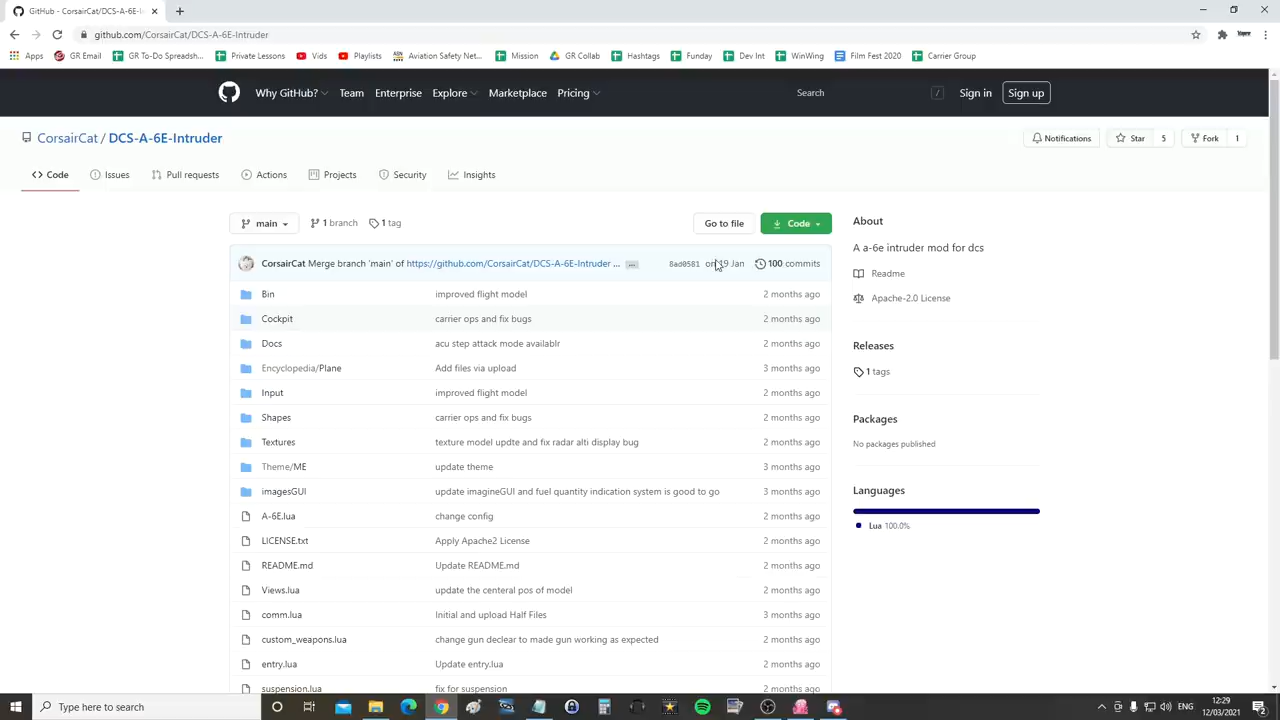 GitHub - CorsairCat/DCS-A-6E-I
github.com/CorsairCat/DCS-A-6E-Intruder
Apps GR Email GR To-Do Spreadsh... Private Lessons Vids Playlists Aviation Safety Net... Mission GR Collab Hashtags Funday Dev Int WinWing Film Fest 2020 Carrier Group
Why GitHub? Team Enterprise Explore Marketplace Pricing Search / Sign in Sign up
CorsairCat / DCS-A-6E-Intruder Notifications Star 5 Fork 1
Code Issues Pull requests Actions Projects Security Insights
main 1 branch 1 tag Go to file Code
CorsairCat Merge branch 'main' of https://github.com/CorsairCat/DCS-A-6E-Intruder ... 8ad0581 on 19 Jan 100 commits
Bin improved flight model 2 months ago
Cockpit carrier ops and fix bugs 2 months ago
Docs acu step attack mode availablr 2 months ago
Encyclopedia/Plane Add files via upload 3 months ago
Input improved flight model 2 months ago
Shapes carrier ops and fix bugs 2 months ago
Textures texture model updte and fix radar alti display bug 2 months ago
Theme/ME update theme 3 months ago
imagesGUI update imagineGUI and fuel quantity indication system is good to go 3 months ago
A-6E.lua change config 2 months ago
LICENSE.txt Apply Apache2 License 2 months ago
README.md Update README.md 2 months ago
Views.lua update the centeral pos of model 2 months ago
comm.lua Initial and upload Half Files 3 months ago
custom_weapons.lua change gun declear to made gun working as expected 2 months ago
entry.lua Update entry.lua 2 months ago
suspension.lua fix for suspension 2 months ago
About
A a-6e intruder mod for dcs
Readme
Apache-2.0 License
Releases
1 tags
Packages
No packages published
Languages
Lua 100.0%
Type here to search
ENG
12:29
12/03/2021
2